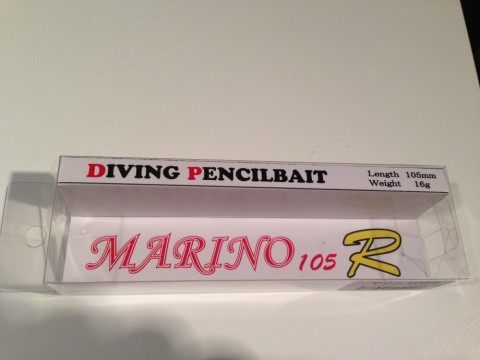 DIVING PENCILBAIT
Length 105mm
Weight 16g
MARINO 105 R